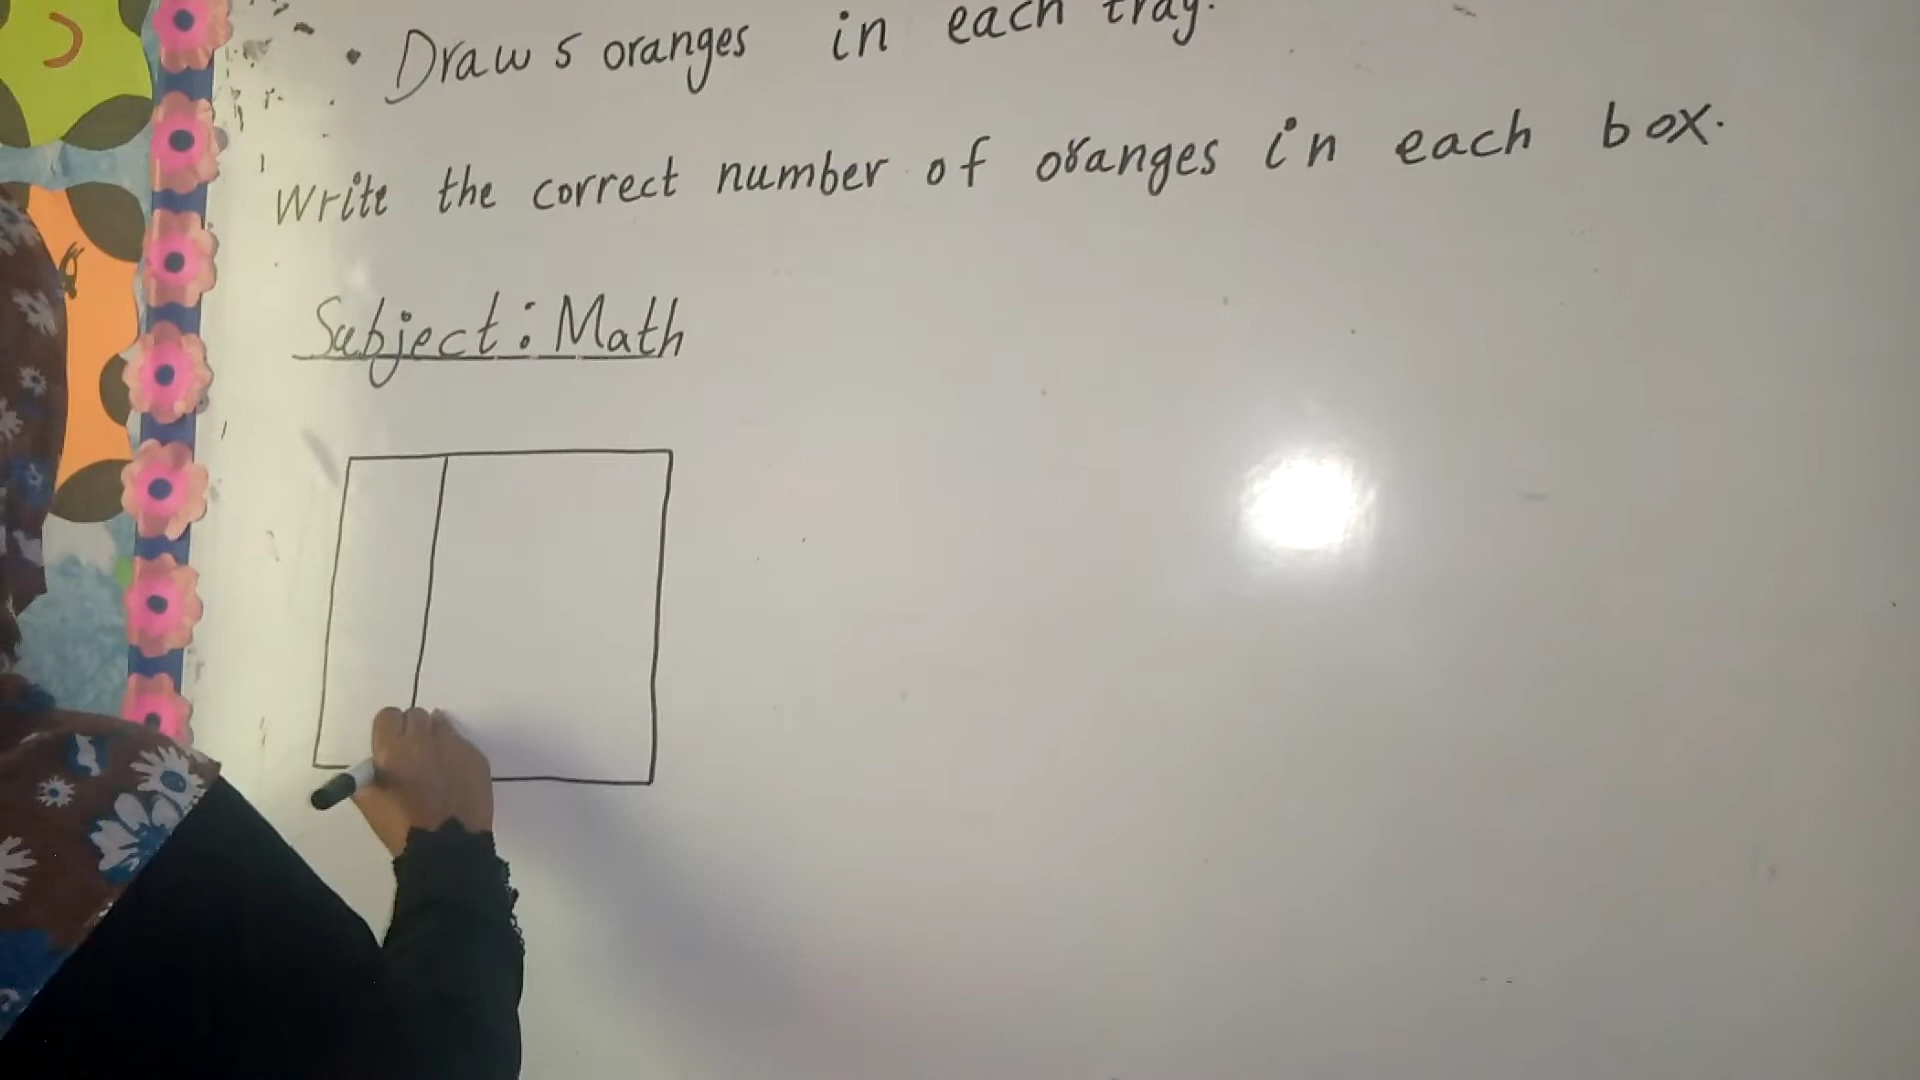 • Draw 5 oranges in each tray.
Write the correct number of oranges in each box.
Subject: Math